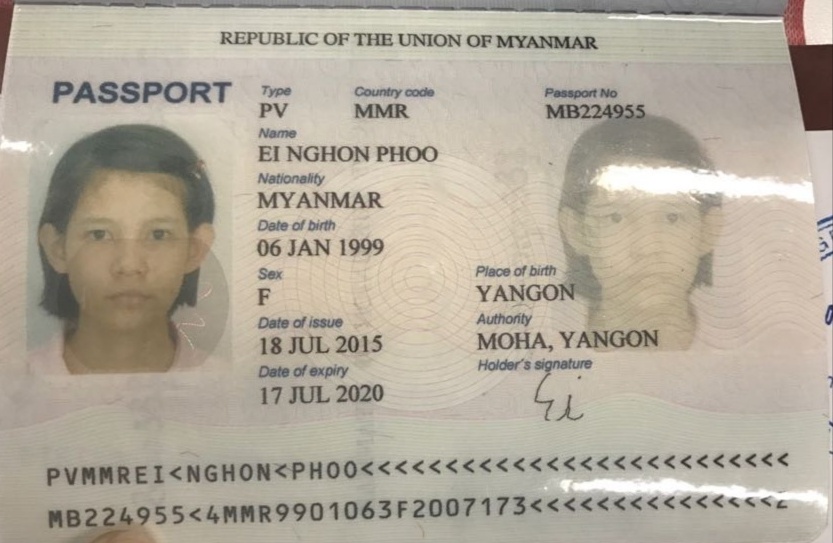 REPUBLIC OF THE UNION OF MYANMAR
PASSPORT
Type Country code Passport No
PV MMR MB224955
Name
EI NGHON PHOO
Nationality
MYANMAR
Date of birth
06 JAN 1999
Sex Place of birth
F YANGON
Date of issue Authority
18 JUL 2015 MOHA, YANGON
Date of expiry Holder's signature
17 JUL 2020 Ei
PVMMREI<NGHON<PHOO<<<<<<<<<<<<<<<<<<<<<<<<<<
MB224955<4MMR9901063F2007173<<<<<<<<<<<<<<<